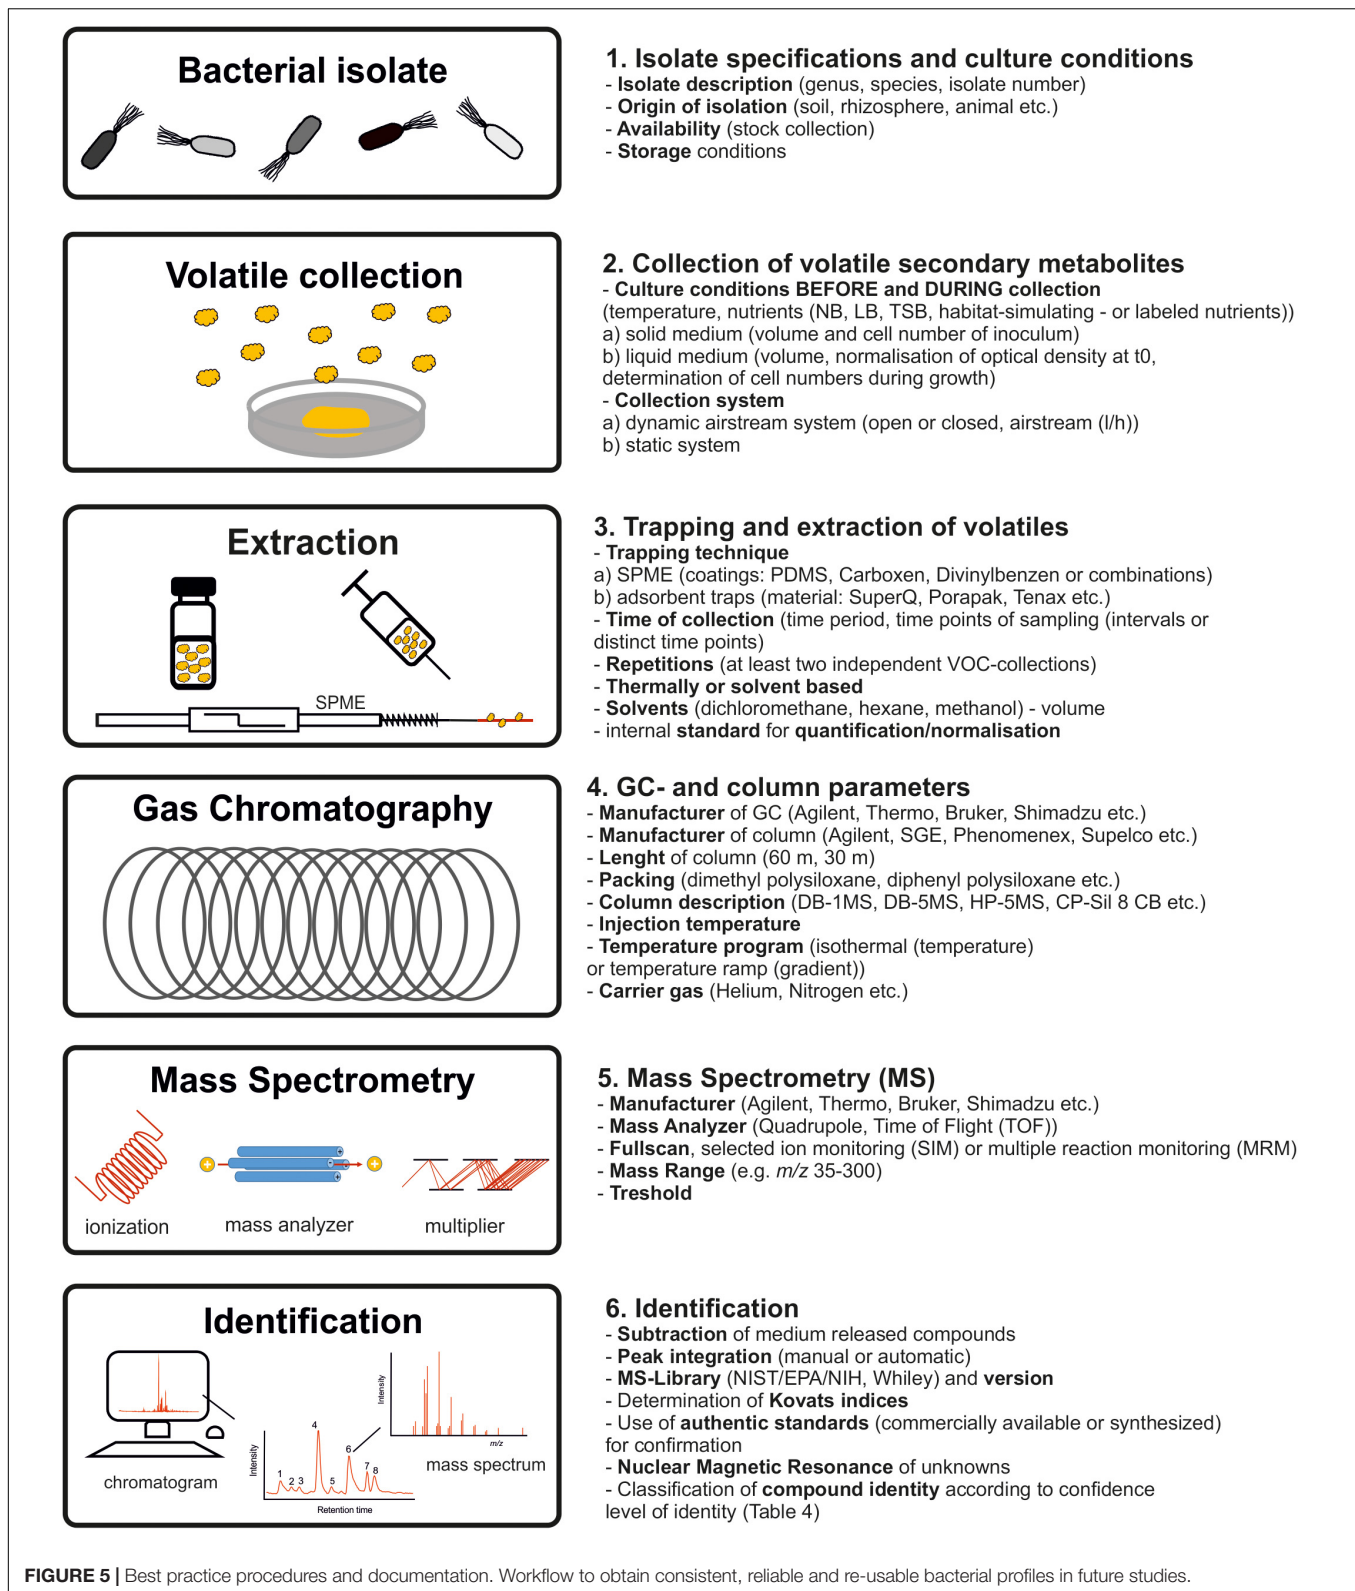 Bacterial isolate
1. Isolate specifications and culture conditions
- Isolate description (genus, species, isolate number)
- Origin of isolation (soil, rhizosphere, animal etc.)
- Availability (stock collection)
- Storage conditions
Volatile collection
2. Collection of volatile secondary metabolites
- Culture conditions BEFORE and DURING collection
(temperature, nutrients (NB, LB, TSB, habitat-simulating - or labeled nutrients))
a) solid medium (volume and cell number of inoculum)
b) liquid medium (volume, normalisation of optical density at t0,
determination of cell numbers during growth)
- Collection system
a) dynamic airstream system (open or closed, airstream (l/h))
b) static system
Extraction
SPME
3. Trapping and extraction of volatiles
- Trapping technique
a) SPME (coatings: PDMS, Carboxen, Divinylbenzen or combinations)
b) adsorbent traps (material: SuperQ, Porapak, Tenax etc.)
- Time of collection (time period, time points of sampling (intervals or
distinct time points)
- Repetitions (at least two independent VOC-collections)
- Thermally or solvent based
- Solvents (dichloromethane, hexane, methanol) - volume
- internal standard for quantification/normalisation
Gas Chromatography
4. GC- and column parameters
- Manufacturer of GC (Agilent, Thermo, Bruker, Shimadzu etc.)
- Manufacturer of column (Agilent, SGE, Phenomenex, Supelco etc.)
- Lenght of column (60 m, 30 m)
- Packing (dimethyl polysiloxane, diphenyl polysiloxane etc.)
- Column description (DB-1MS, DB-5MS, HP-5MS, CP-Sil 8 CB etc.)
- Injection temperature
- Temperature program (isothermal (temperature)
or temperature ramp (gradient))
- Carrier gas (Helium, Nitrogen etc.)
Mass Spectrometry
+ +
ionization
mass analyzer
multiplier
5. Mass Spectrometry (MS)
- Manufacturer (Agilent, Thermo, Bruker, Shimadzu etc.)
- Mass Analyzer (Quadrupole, Time of Flight (TOF))
- Fullscan, selected ion monitoring (SIM) or multiple reaction monitoring (MRM)
- Mass Range (e.g. m/z 35-300)
- Treshold
Identification
chromatogram
Intensity
1 2 3 4 5 6 7 8
Retention time
Intensity
m/z
mass spectrum
6. Identification
- Subtraction of medium released compounds
- Peak integration (manual or automatic)
- MS-Library (NIST/EPA/NIH, Whiley) and version
- Determination of Kovats indices
- Use of authentic standards (commercially available or synthesized)
for confirmation
- Nuclear Magnetic Resonance of unknowns
- Classification of compound identity according to confidence
level of identity (Table 4)
FIGURE 5 | Best practice procedures and documentation. Workflow to obtain consistent, reliable and re-usable bacterial profiles in future studies.